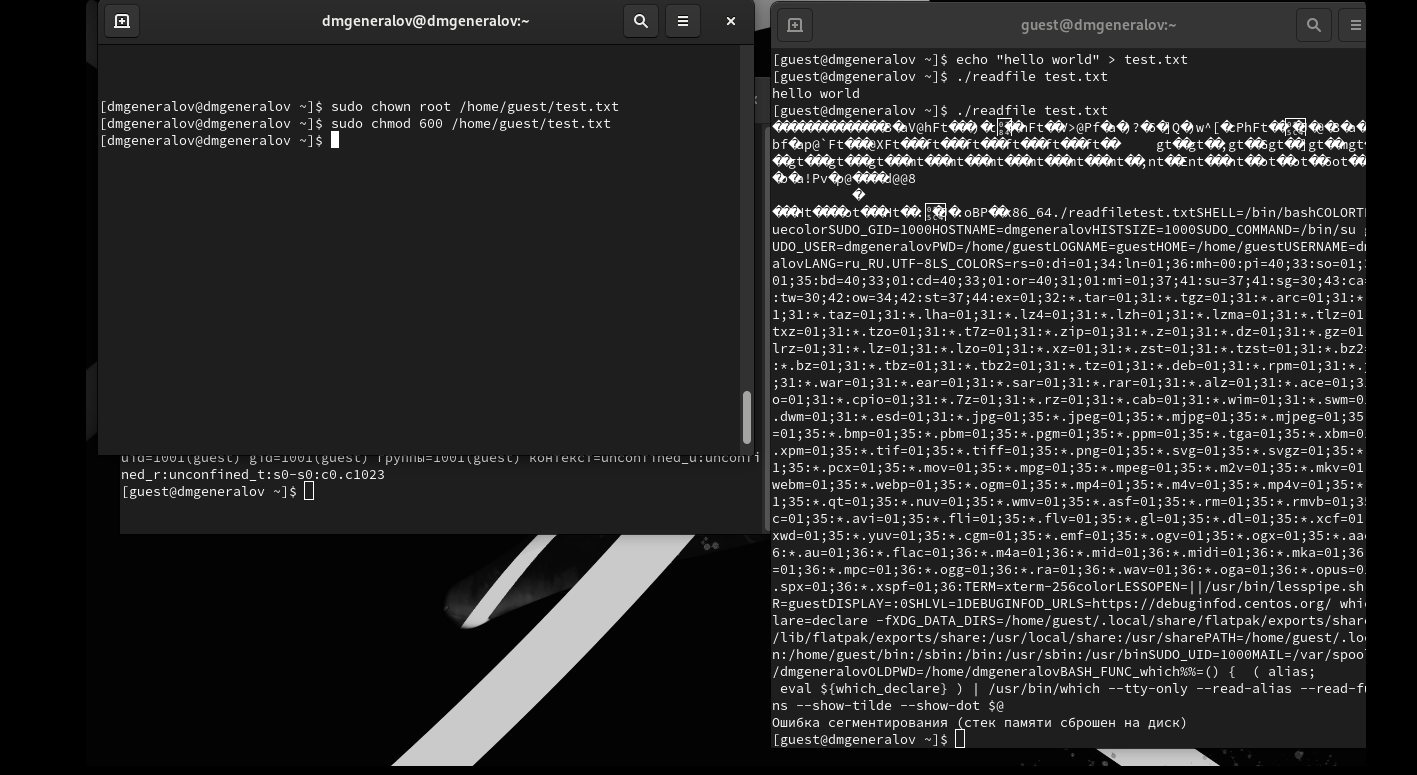 dmgeneralov@dmgeneralov:~
[dmgeneralov@dmgeneralov ~]$ sudo chown root /home/guest/test.txt
[dmgeneralov@dmgeneralov ~]$ sudo chmod 600 /home/guest/test.txt
[dmgeneralov@dmgeneralov ~]$
uid=1001(guest) gid=1001(guest) группы=1001(guest) контекст=unconfined_u:unconfi
ned_r:unconfined_t:s0-s0:c0.c1023
[guest@dmgeneralov ~]$
guest@dmgeneralov:~
[guest@dmgeneralov ~]$ echo "hello world" > test.txt
[guest@dmgeneralov ~]$ ./readfile test.txt
hello world
[guest@dmgeneralov ~]$ ./readfile test.txt
x86_64./readfiletest.txtSHELL=/bin/bashCOLORT
uecolorSUDO_GID=1000HOSTNAME=dmgeneralovHISTSIZE=1000SUDO_COMMAND=/bin/su
UDO_USER=dmgeneralovPWD=/home/guestLOGNAME=guestHOME=/home/guestUSERNAME=dm
alovLANG=ru_RU.UTF-8LS_COLORS=rs=0:di=01;34:ln=01;36:mh=00:pi=40;33:so=01;
01;35:bd=40;33;01:cd=40;33;01:or=40;31;01:mi=01;37;41:su=37;41:sg=30;43:ca=
:tw=30;42:ow=34;42:st=37;44:ex=01;32:*.tar=01;31:*.tgz=01;31:*.arc=01;31:*
1;31:*.taz=01;31:*.lha=01;31:*.lz4=01;31:*.lzh=01;31:*.lzma=01;31:*.tlz=01
txz=01;31:*.tzo=01;31:*.t7z=01;31:*.zip=01;31:*.z=01;31:*.dz=01;31:*.gz=01
lrz=01;31:*.lz=01;31:*.lzo=01;31:*.xz=01;31:*.zst=01;31:*.tzst=01;31:*.bz2=
:*.bz=01;31:*.tbz=01;31:*.tbz2=01;31:*.tz=01;31:*.deb=01;31:*.rpm=01;31:*.
;31:*.war=01;31:*.ear=01;31:*.sar=01;31:*.rar=01;31:*.alz=01;31:*.ace=01;3
o=01;31:*.cpio=01;31:*.7z=01;31:*.rz=01;31:*.cab=01;31:*.wim=01;31:*.swm=0
.dwm=01;31:*.esd=01;31:*.jpg=01;35:*.jpeg=01;35:*.mjpg=01;35:*.mjpeg=01;35
=01;35:*.bmp=01;35:*.pbm=01;35:*.pgm=01;35:*.ppm=01;35:*.tga=01;35:*.xbm=01
.xpm=01;35:*.tif=01;35:*.tiff=01;35:*.png=01;35:*.svg=01;35:*.svgz=01;35:*
1;35:*.pcx=01;35:*.mov=01;35:*.mpg=01;35:*.mpeg=01;35:*.m2v=01;35:*.mkv=01
webm=01;35:*.webp=01;35:*.ogm=01;35:*.mp4=01;35:*.m4v=01;35:*.mp4v=01;35:*
1;35:*.qt=01;35:*.nuv=01;35:*.wmv=01;35:*.asf=01;35:*.rm=01;35:*.rmvb=01;35
c=01;35:*.avi=01;35:*.fli=01;35:*.flv=01;35:*.gl=01;35:*.dl=01;35:*.xcf=01
xwd=01;35:*.yuv=01;35:*.cgm=01;35:*.emf=01;35:*.ogv=01;35:*.ogx=01;35:*.aa
6:*.au=01;36:*.flac=01;36:*.m4a=01;36:*.mid=01;36:*.midi=01;36:*.mka=01;36
=01;36:*.mpc=01;36:*.ogg=01;36:*.ra=01;36:*.wav=01;36:*.oga=01;36:*.opus=0
.spx=01;36:*.xspf=01;36:TERM=xterm-256colorLESSOPEN=||/usr/bin/lesspipe.sh
R=guestDISPLAY=:0SHLVL=1DEBUGINFOD_URLS=https://debuginfod.centos.org/ whic
lare=declare -fXDG_DATA_DIRS=/home/guest/.local/share/flatpak/exports/share
/lib/flatpak/exports/share:/usr/local/share:/usr/sharePATH=/home/guest/.loc
n:/home/guest/bin:/sbin:/bin:/usr/sbin:/usr/binSUDO_UID=1000MAIL=/var/spoo
/dmgeneralovOLDPWD=/home/dmgeneralovBASH_FUNC_which%%=() {  ( alias;
 eval ${which_declare} ) | /usr/bin/which --tty-only --read-alias --read-fu
ns --show-tilde --show-dot $@
Ошибка сегментирования (стек памяти сброшен на диск)
[guest@dmgeneralov ~]$